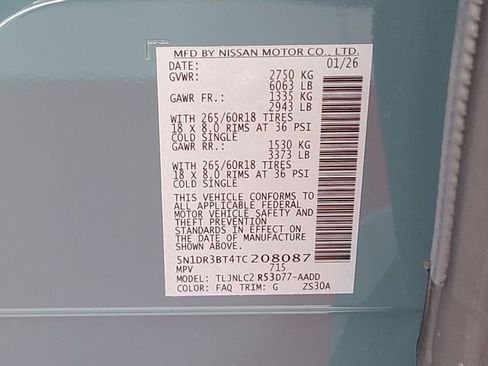 MFD BY NISSAN MOTOR CO., LTD.
DATE: 01/26
GVWR: 2750 KG
6063 LB
GAWR FR.: 1335 KG
2943 LB
WITH 265/60R18 TIRES
18 X 8.0 RIMS AT 36 PSI
COLD SINGLE
GAWR RR.: 1530 KG
3373 LB
WITH 265/60R18 TIRES
18 X 8.0 RIMS AT 36 PSI
COLD SINGLE
THIS VEHICLE CONFORMS TO
ALL APPLICABLE FEDERAL
MOTOR VEHICLE SAFETY AND
THEFT PREVENTION
STANDARDS IN EFFECT ON
THE DATE OF MANUFACTURE
SHOWN ABOVE.
5N1DR3BT4TC208087
MPV 715
MODEL: TLJNLC2 R53D77-AADD
COLOR: FAQ TRIM: G ZS30A